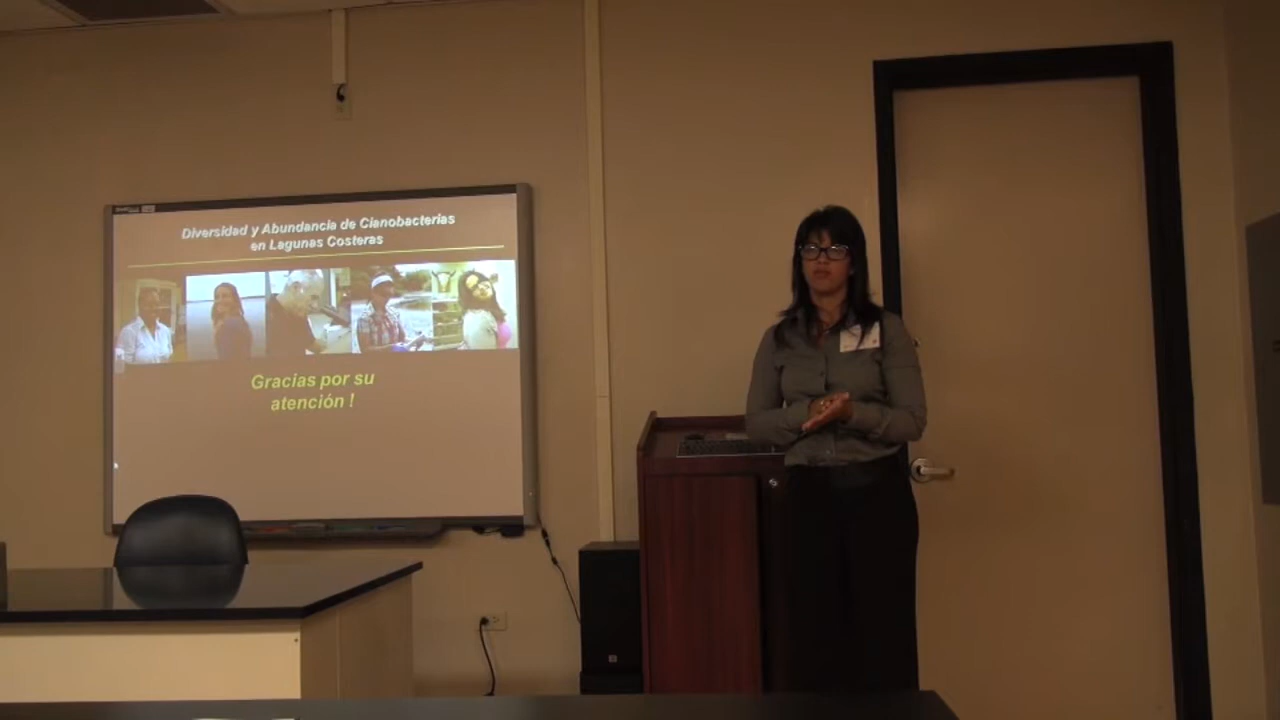 Diversidad y Abundancia de Cianobacterias
en Lagunas Costeras
Gracias por su
atención !